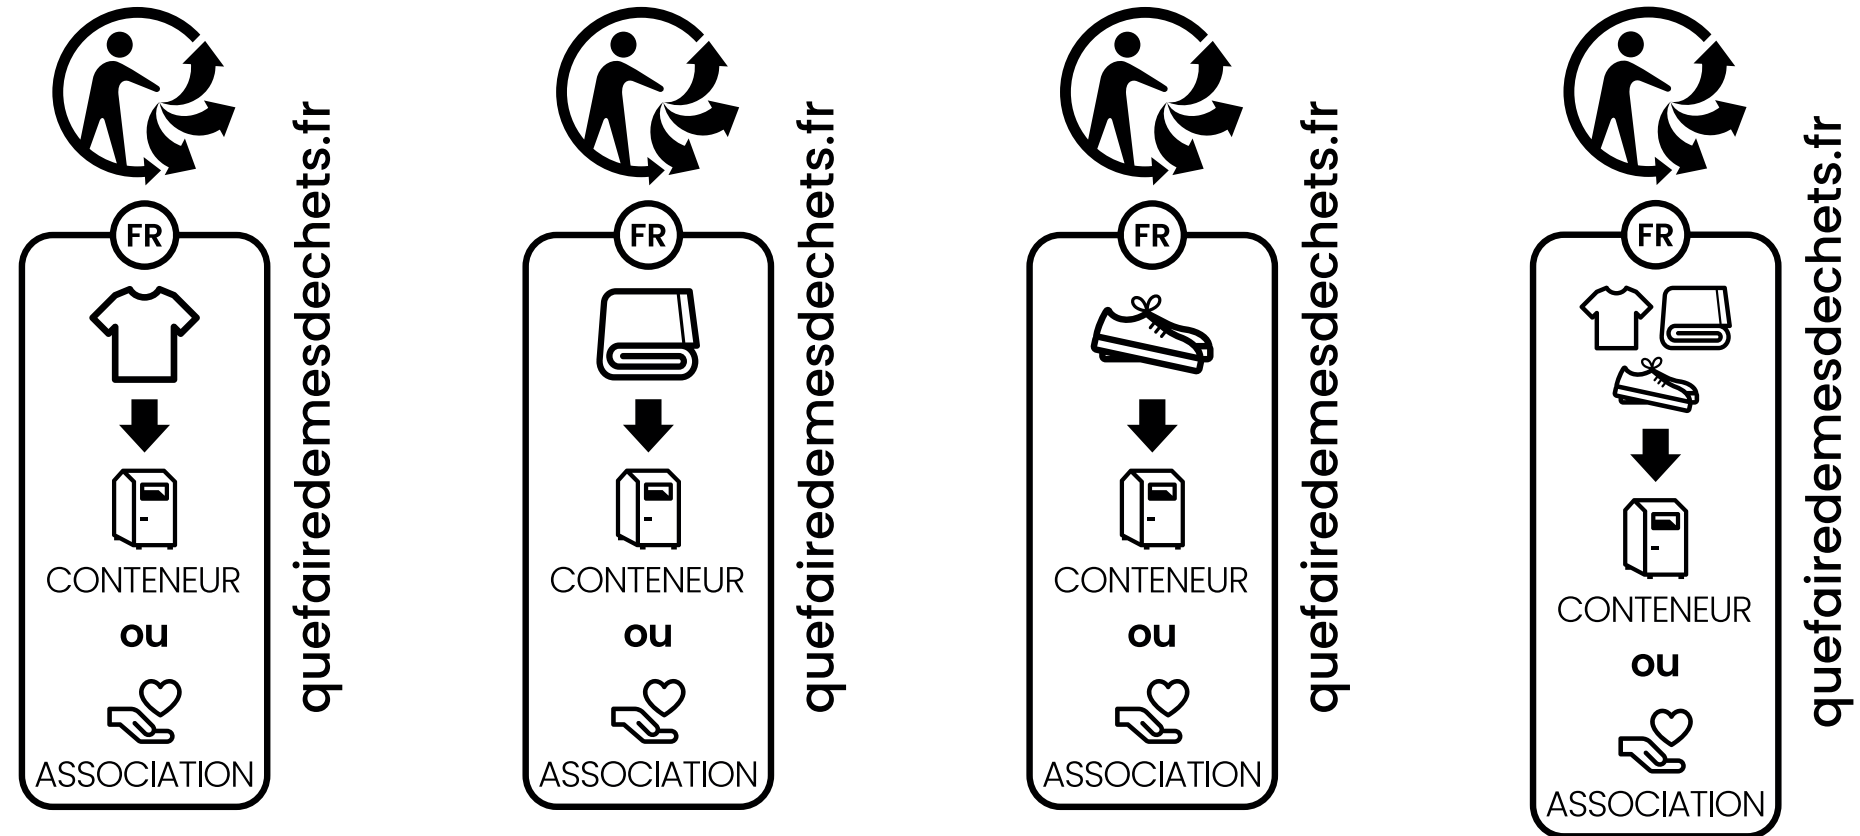 FR
CONTENEUR
ou
ASSOCIATION
quefairedemesdechets.fr
FR
CONTENEUR
ou
ASSOCIATION
quefairedemesdechets.fr
FR
CONTENEUR
ou
ASSOCIATION
quefairedemesdechets.fr
FR
CONTENEUR
ou
ASSOCIATION
quefairedemesdechets.fr